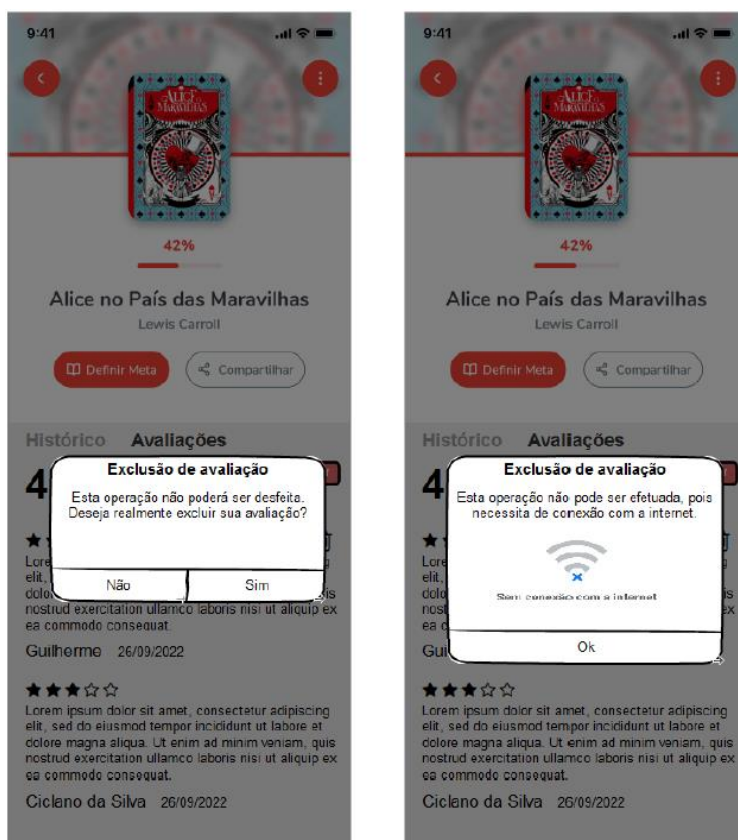 9:41
ALICE
MARAVILHAS
42%
Alice no País das Maravilhas
Lewis Carroll
Definir Meta
Compartilhar
Histórico Avaliações
4
Exclusão de avaliação
Esta operação não poderá ser desfeita.
Deseja realmente excluir sua avaliação?
Não
Sim
nostrud exercitation ullamco laboris nisi ut aliquip ex
ea commodo consequat.
Guilherme 26/09/2022
Lorem ipsum dolor sit amet, consectetur adipiscing
elit, sed do eiusmod tempor incididunt ut labore et
dolore magna aliqua. Ut enim ad minim veniam, quis
nostrud exercitation ullamco laboris nisi ut aliquip ex
ea commodo consequat.
Ciclano da Silva 26/09/2022
9:41
ALICE
MARAVILHAS
42%
Alice no País das Maravilhas
Lewis Carroll
Definir Meta
Compartilhar
Histórico Avaliações
4
Exclusão de avaliação
Esta operação não pode ser efetuada, pois
necessita de conexão com a internet.
Sem conexão com a internet
Ok
Lorem ipsum dolor sit amet, consectetur adipiscing
elit, sed do eiusmod tempor incididunt ut labore et
dolore magna aliqua. Ut enim ad minim veniam, quis
nostrud exercitation ullamco laboris nisi ut aliquip ex
ea commodo consequat.
Ciclano da Silva 26/09/2022